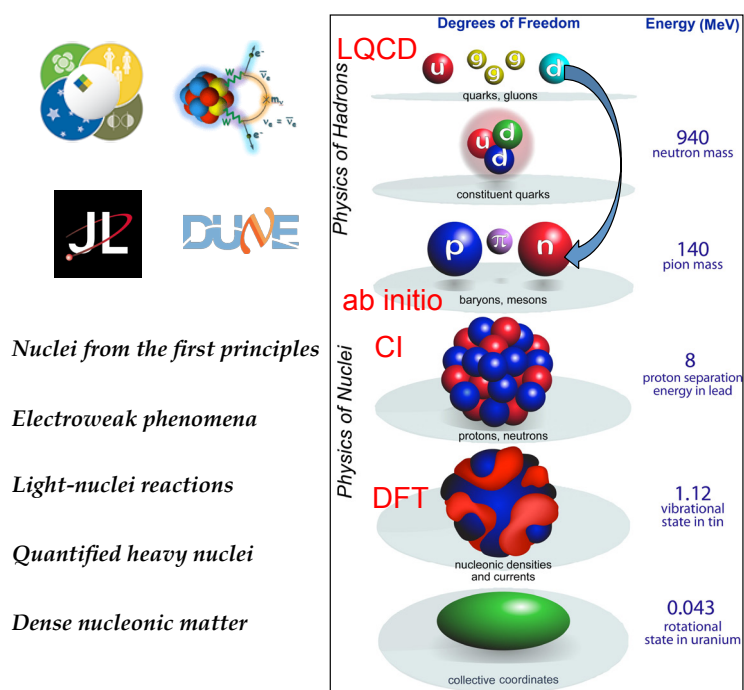 W
e⁻
ν̄e
mν
νe = ν̄e
W
e⁻
JL
DUNE
Nuclei from the first principles
Electroweak phenomena
Light-nuclei reactions
Quantified heavy nuclei
Dense nucleonic matter
Degrees of Freedom
Energy (MeV)
Physics of Hadrons
LQCD
u
g
g
g
g
d
quarks, gluons
u
d
d
constituent quarks
940
neutron mass
p
π
n
baryons, mesons
140
pion mass
Physics of Nuclei
ab initio
CI
protons, neutrons
8
proton separation
energy in lead
DFT
nucleonic densities
and currents
1.12
vibrational
state in tin
collective coordinates
0.043
rotational
state in uranium